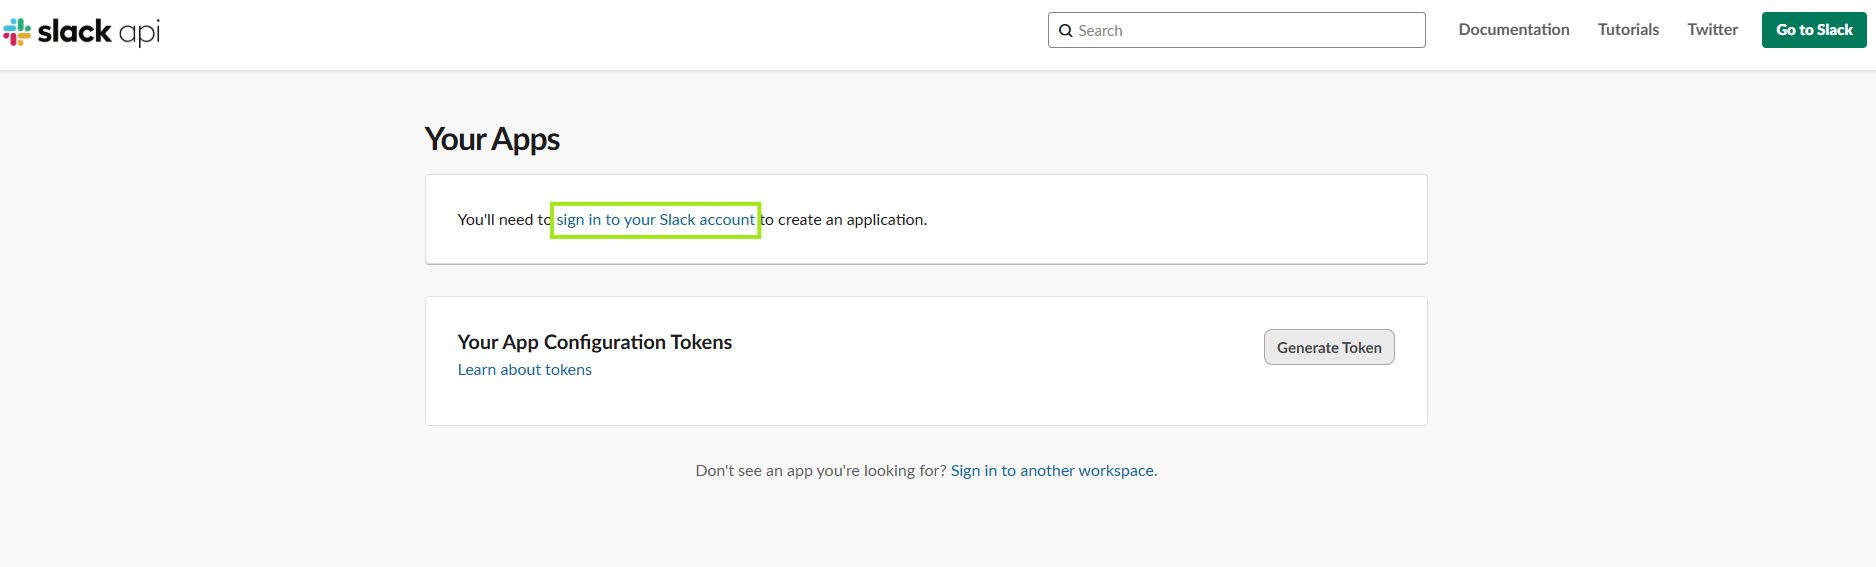 slack api
Search
Documentation
Tutorials
Twitter
Go to Slack
Your Apps
You'll need to sign in to your Slack account to create an application.
Your App Configuration Tokens
Generate Token
Learn about tokens
Don't see an app you're looking for? Sign in to another workspace.